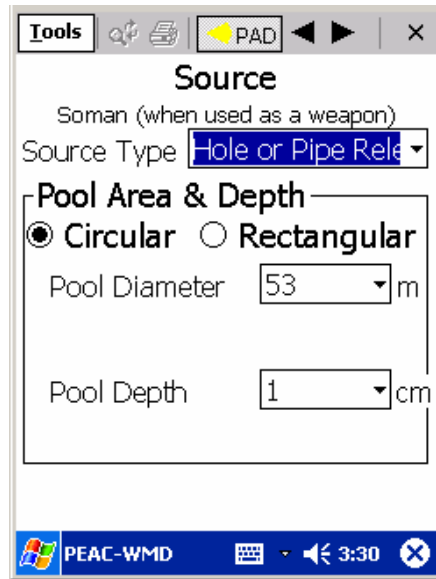 Tools PAD
Source
Soman (when used as a weapon)
Source Type Hole or Pipe Rele
Pool Area & Depth
Circular Rectangular
Pool Diameter 53 m
Pool Depth 1 cm
PEAC-WMD 3:30